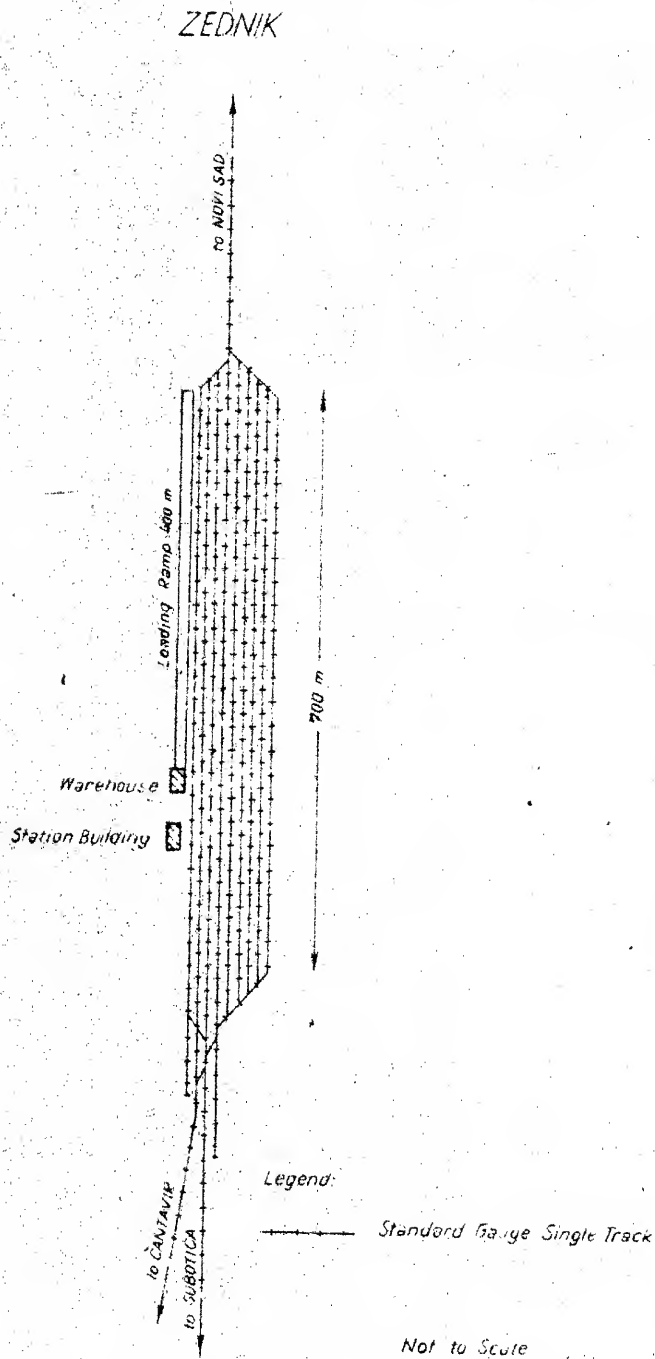 ZEDNIK
to NOVI SAD
Loading Ramp 400 m
700 m
Warehouse
Station Building
Legend:
to ČANTAVIR
to SUBOTICA
Standard Gauge Single Track
Not to Scale